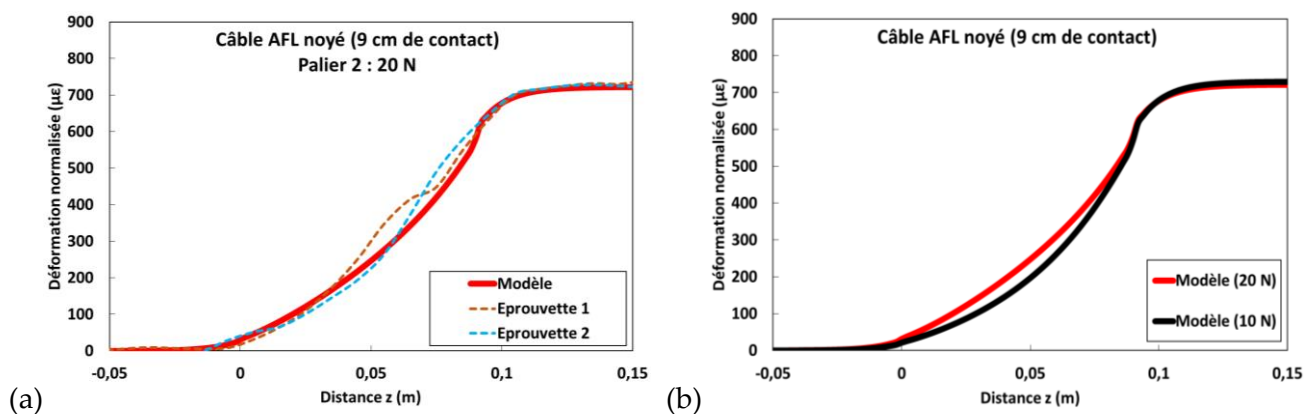 Câble AFL noyé (9 cm de contact)
Palier 2 : 20 N
Déformation normalisée (µε)
900
800
700
600
500
400
300
200
100
0
-0,05
0
0,05
0,1
0,15
Distance z (m)
Modèle
Eprouvette 1
Eprouvette 2
(a)
Câble AFL noyé (9 cm de contact)
Déformation normalisée (µε)
900
800
700
600
500
400
300
200
100
0
-0,05
0
0,05
0,1
0,15
Distance z (m)
Modèle (20 N)
Modèle (10 N)
(b)